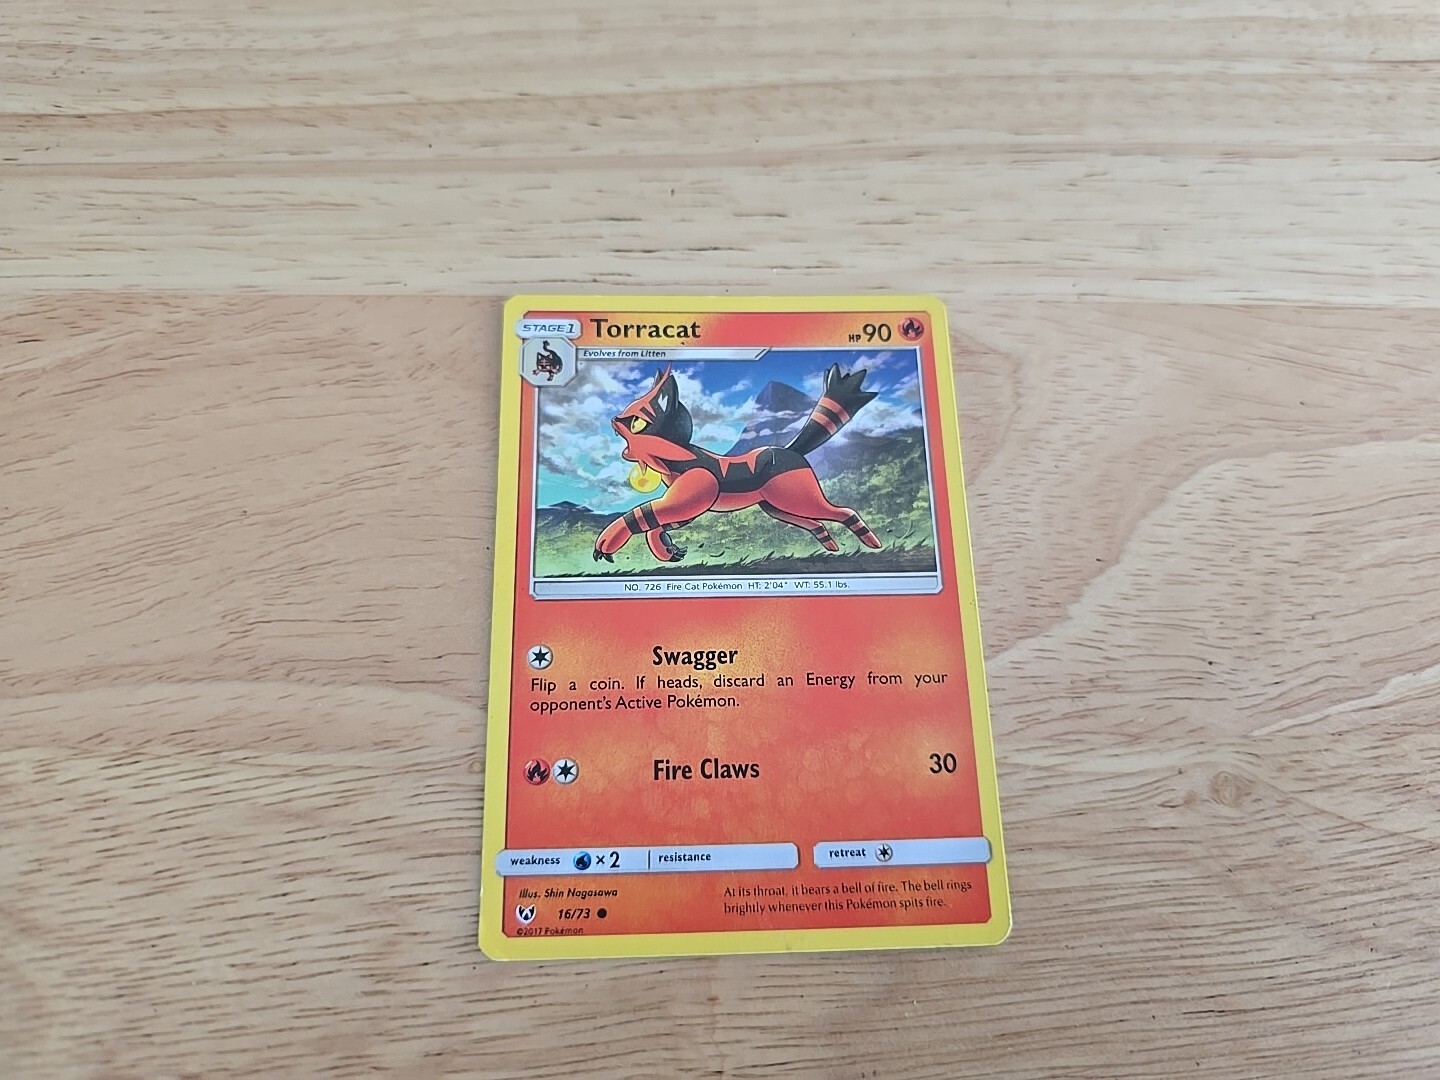 STAGE 1 Torracat HP 90
Evolves from Litten
NO. 726 Fire Cat Pokémon HT: 2'04" WT: 55.1 lbs.
Swagger
Flip a coin. If heads, discard an Energy from your
opponent's Active Pokémon.
Fire Claws 30
weakness ×2 resistance retreat
Illus. Shin Nagasawa
16/73
©2017 Pokémon
At its throat, it bears a bell of fire. The bell rings
brightly whenever this Pokémon spits fire.